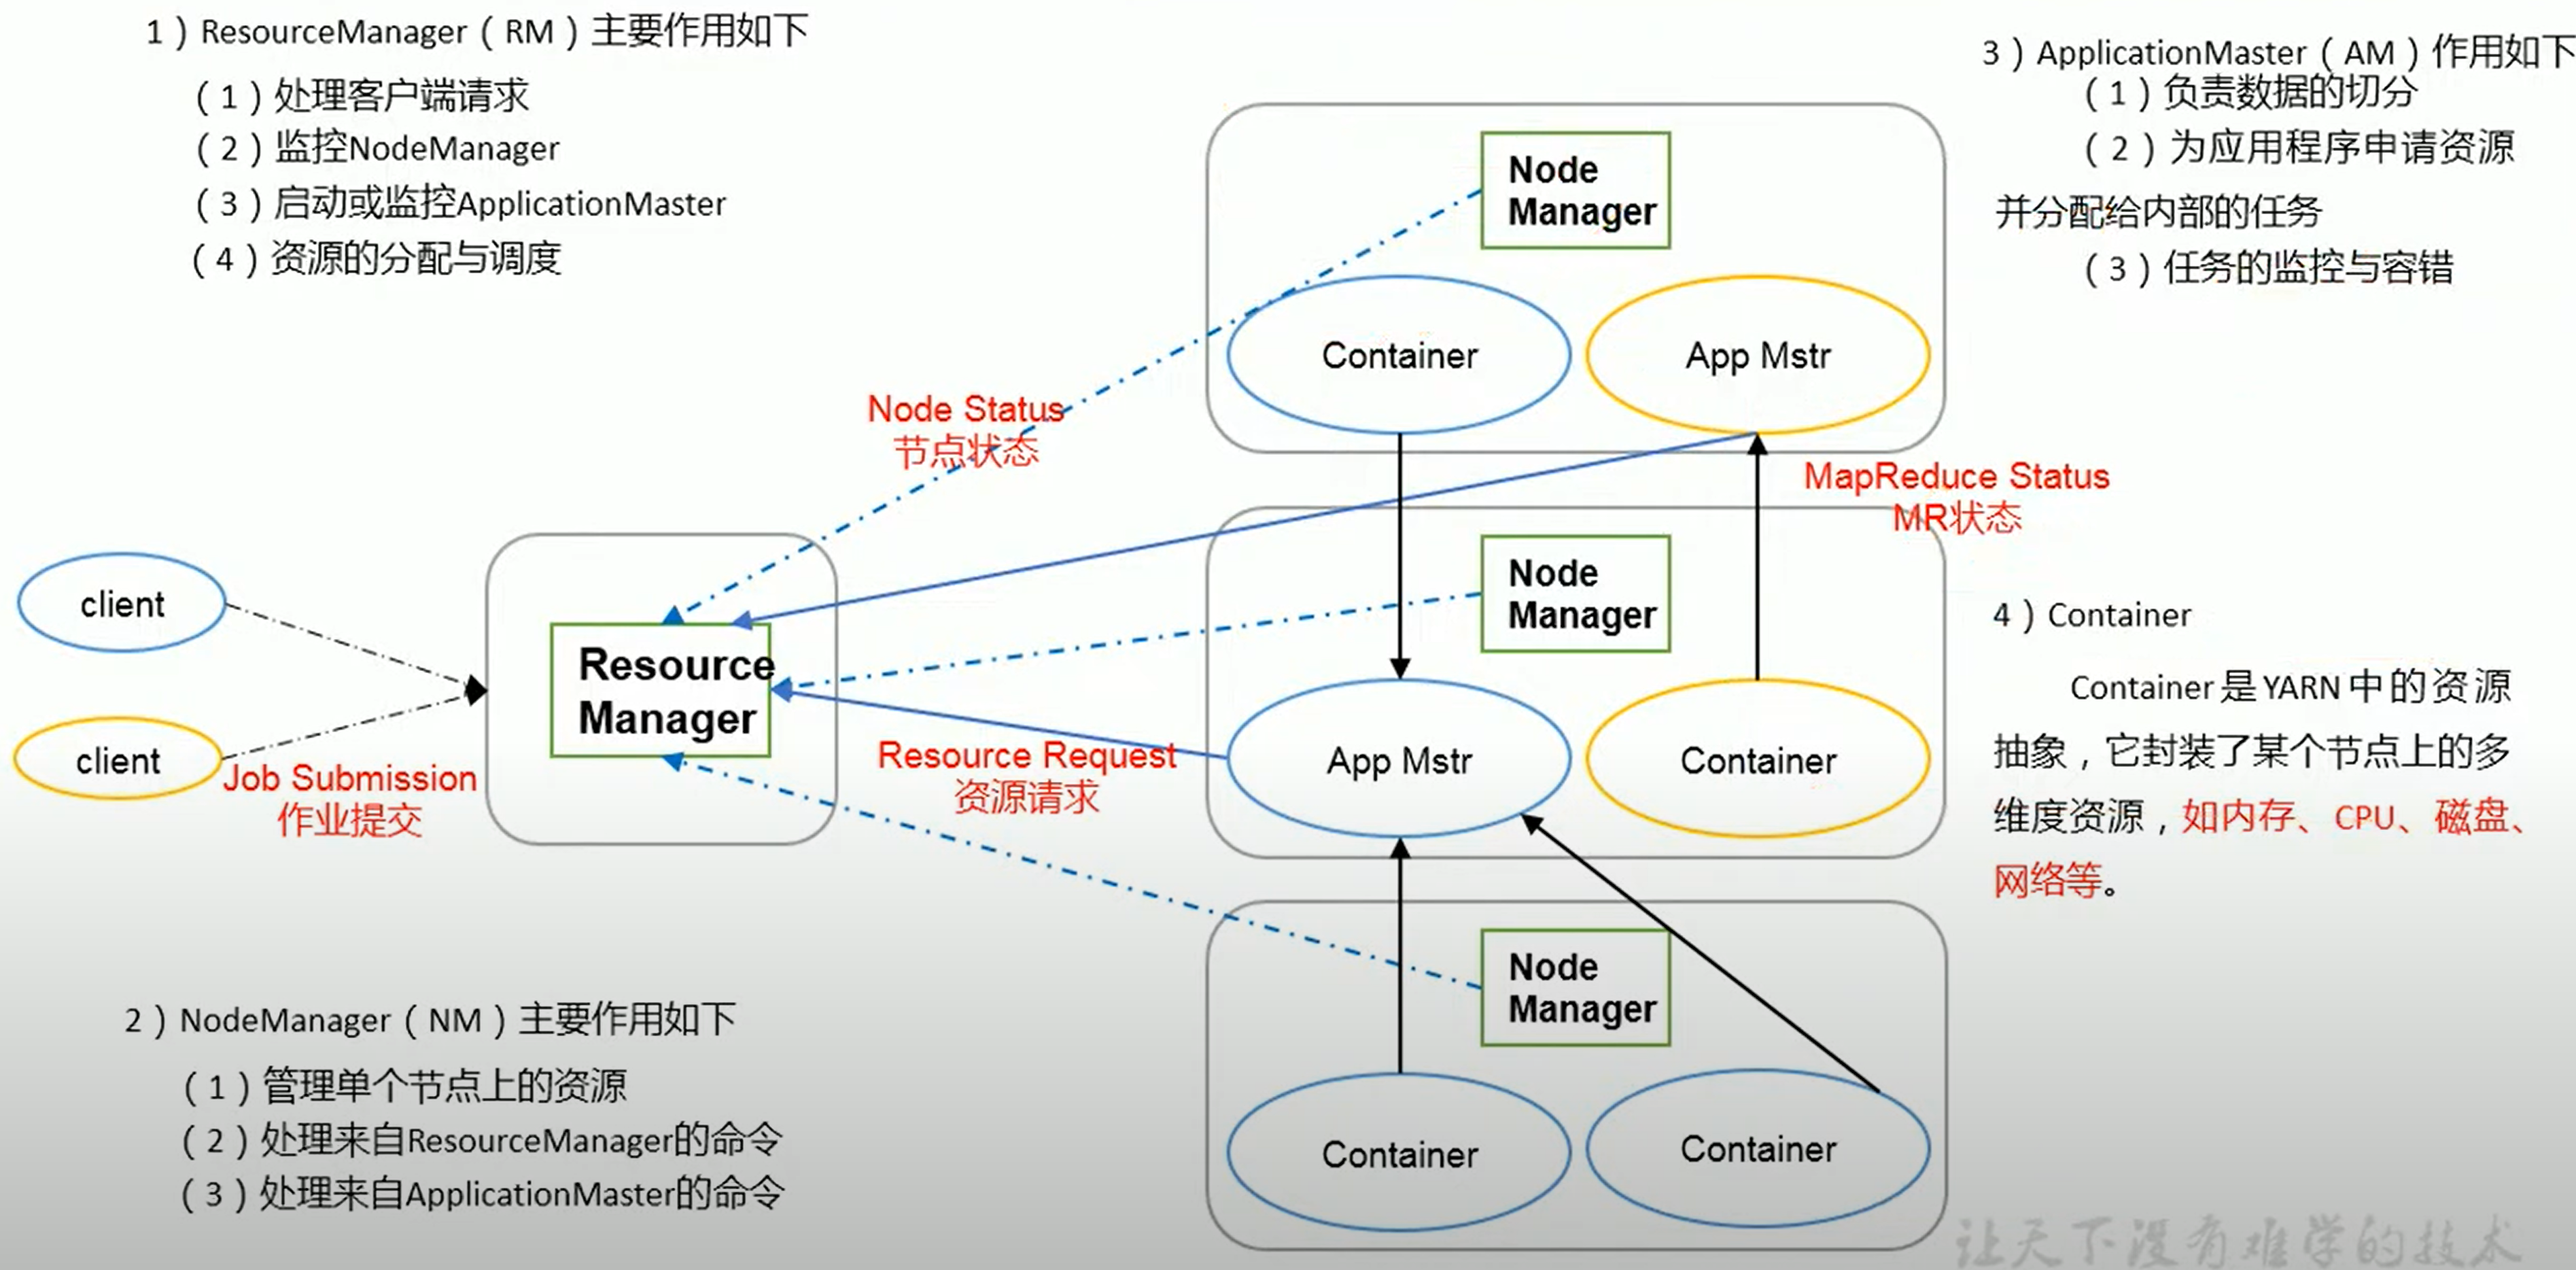 1）ResourceManager（RM）主要作用如下
（1）处理客户端请求
（2）监控NodeManager
（3）启动或监控ApplicationMaster
（4）资源的分配与调度
3）ApplicationMaster（AM）作用如下
（1）负责数据的切分
（2）为应用程序申请资源
并分配给内部的任务
（3）任务的监控与容错
Node
Manager
Container
App Mstr
Node Status
节点状态
MapReduce Status
MR状态
client
client
Job Submission
作业提交
Resource
Manager
Resource Request
资源请求
Node
Manager
App Mstr
Container
4）Container
Container是YARN中的资源
抽象，它封装了某个节点上的多
维度资源，如内存、CPU、磁盘、
网络等。
2）NodeManager（NM）主要作用如下
（1）管理单个节点上的资源
（2）处理来自ResourceManager的命令
（3）处理来自ApplicationMaster的命令
Node
Manager
Container
Container
让天下没有难学的技术